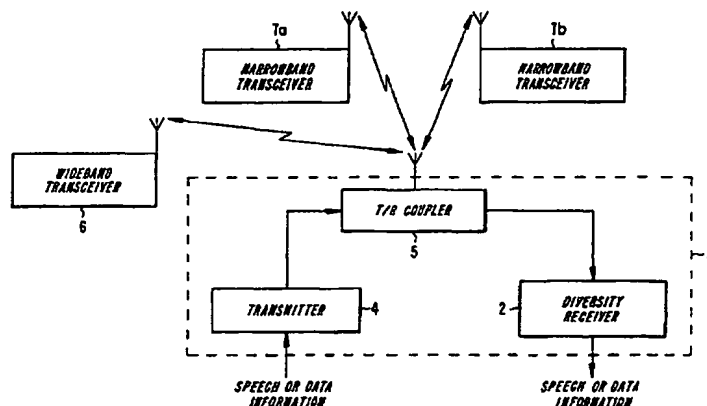 7a
7b
NARROWBAND
TRANSCEIVER
NARROWBAND
TRANSCEIVER
WIDEBAND
TRANSCEIVER
6
T/R COUPLER
5
TRANSMITTER
4
2
DIVERSITY
RECEIVER
SPEECH OR DATA
INFORMATION
SPEECH OR DATA
INFORMATION